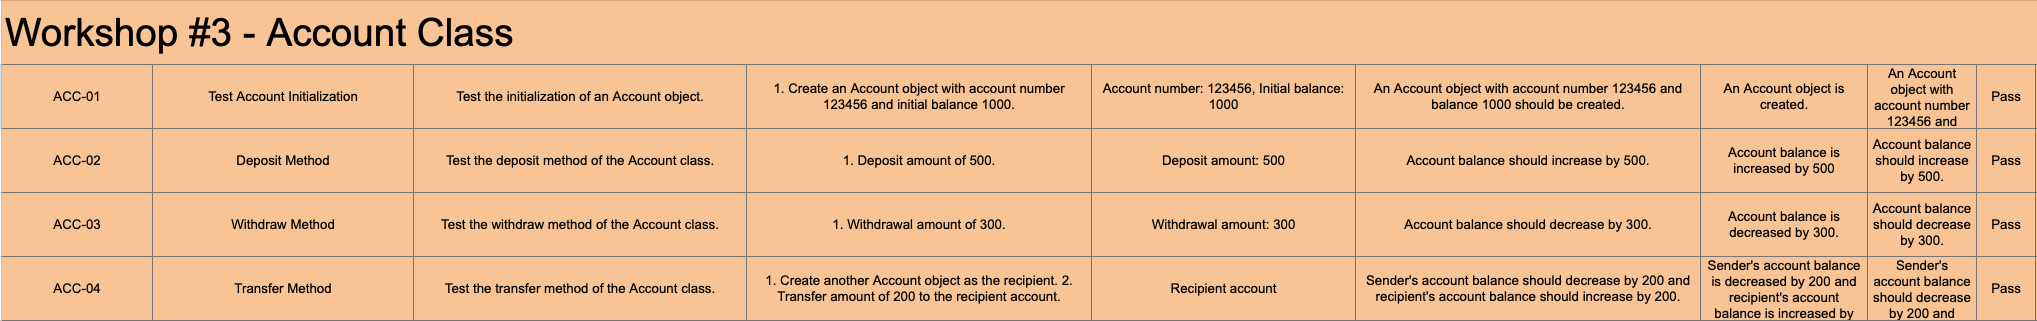 Workshop #3 - Account Class
ACC-01
Test Account Initialization
Test the initialization of an Account object.
1. Create an Account object with account number
123456 and initial balance 1000.
Account number: 123456, Initial balance:
1000
An Account object with account number 123456 and
balance 1000 should be created.
An Account object is
created.
An Account
object with
account number
123456 and
Pass
ACC-02
Deposit Method
Test the deposit method of the Account class.
1. Deposit amount of 500.
Deposit amount: 500
Account balance should increase by 500.
Account balance is
increased by 500
Account balance
should increase
by 500.
Pass
ACC-03
Withdraw Method
Test the withdraw method of the Account class.
1. Withdrawal amount of 300.
Withdrawal amount: 300
Account balance should decrease by 300.
Account balance is
decreased by 300.
Account balance
should decrease
by 300.
Pass
ACC-04
Transfer Method
Test the transfer method of the Account class.
1. Create another Account object as the recipient. 2.
Transfer amount of 200 to the recipient account.
Recipient account
Sender's account balance should decrease by 200 and
recipient's account balance should increase by 200.
Sender's account balance
is decreased by 200 and
recipient's account
balance is increased by
Sender's
account balance
should decrease
by 200 and
Pass